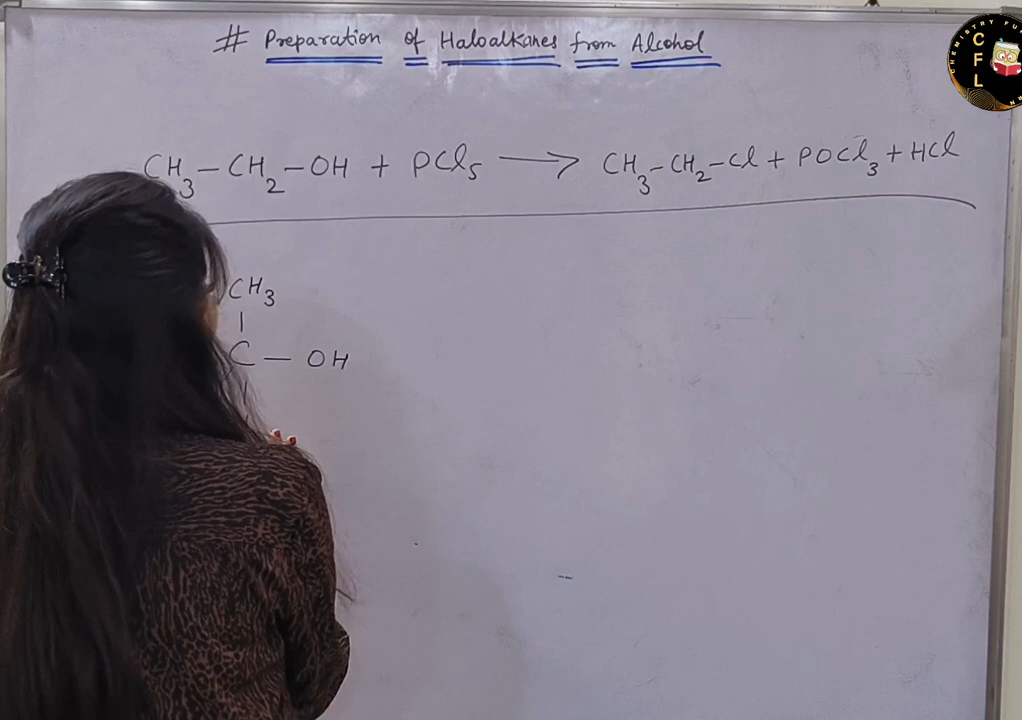 # Preparation of Haloalkanes from Alcohol
CH3-CH2-OH + PCl5 ⟶ CH3-CH2-Cl + POCl3 + HCl
CH3
|
C — OH
|
CFL